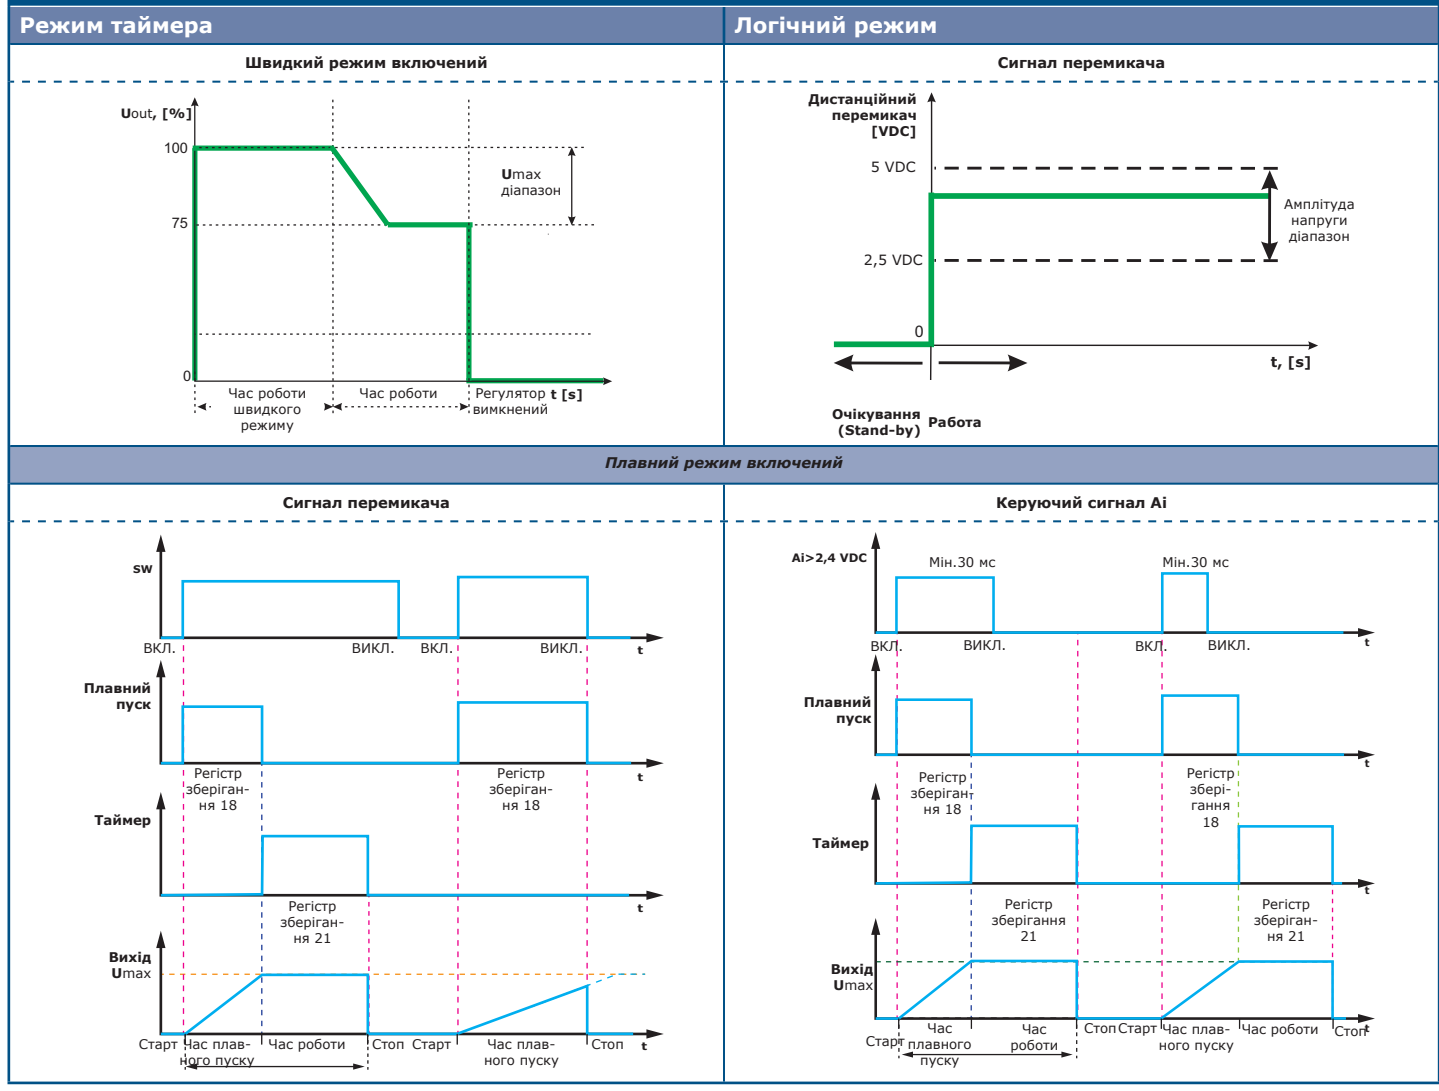 Режим таймера
Логічний режим
Швидкий режим включений
Uout, [%]
100
75
0
Umax
діапазон
Час роботи
швидкого
режиму
Час роботи
Регулятор
вимкнений
t [s]
Сигнал перемикача
Дистанційний
перемикач
[VDC]
5 VDC
2,5 VDC
0
Амплітуда
напруги
діапазон
t, [s]
Очікування
(Stand-by)
Работа
Плавний режим включений
Сигнал перемикача
sw
ВКЛ.
ВИКЛ.
ВКЛ.
ВИКЛ.
t
Плавний
пуск
t
Регістр
зберіган-
ня 18
Регістр
зберіган-
ня 18
Таймер
t
Регістр
зберіган-
ня 21
Вихід
Umax
Старт
Час плав-
ного пуску
Час роботи
Стоп
Старт
Час плав-
ного пуску
Стоп
t
Керуючий сигнал Ai
Ai>2,4 VDC
Мін.30 мс
Мін.30 мс
ВКЛ.
ВИКЛ.
ВКЛ.
ВИКЛ.
t
Плавний
пуск
t
Регістр
зберіган-
ня 18
Регістр
збері-
гання
18
Таймер
t
Регістр
зберігання
21
Регістр
зберіган-
ня 21
Вихід
Umax
Старт
Час
плавного
пуску
Час
роботи
Стоп
Старт
Час плав-
ного пуску
Час роботи
Стоп
t